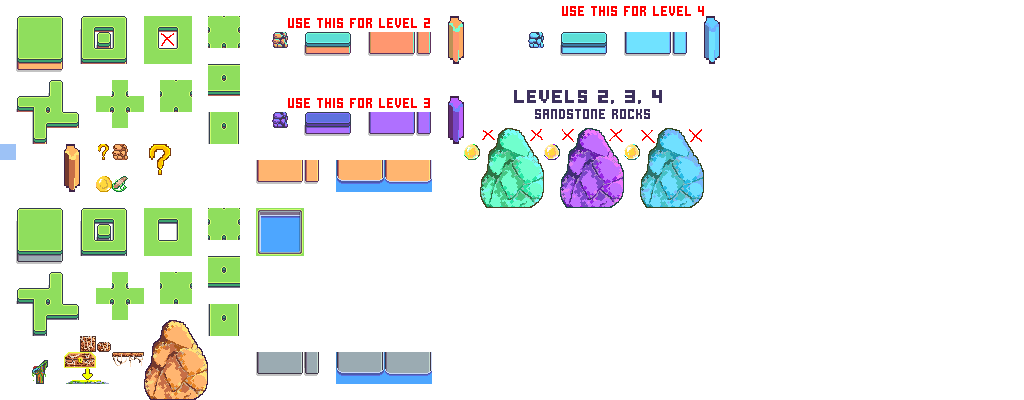 USE THIS FOR LEVEL 2
USE THIS FOR LEVEL 4
USE THIS FOR LEVEL 3
LEVELS 2, 3, 4
SANDSTONE ROCKS
?
?